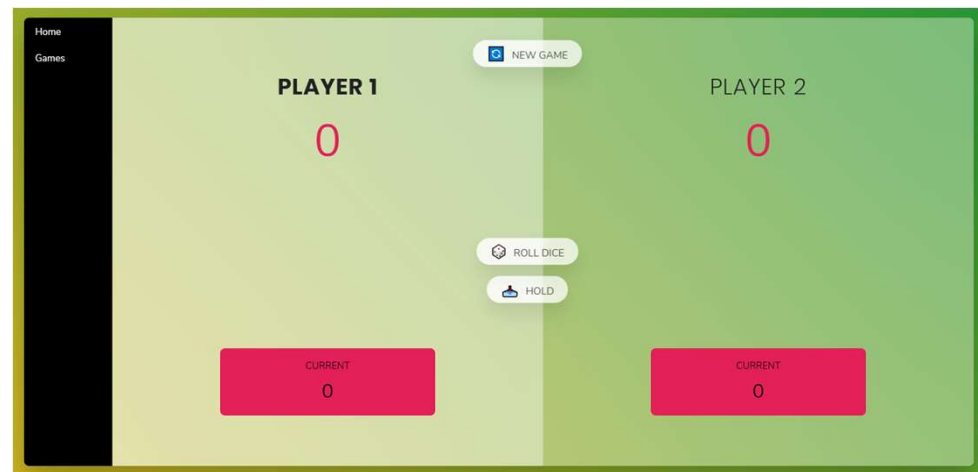 Home
Games
NEW GAME
PLAYER 1
0
PLAYER 2
0
ROLL DICE
HOLD
CURRENT
0
CURRENT
0